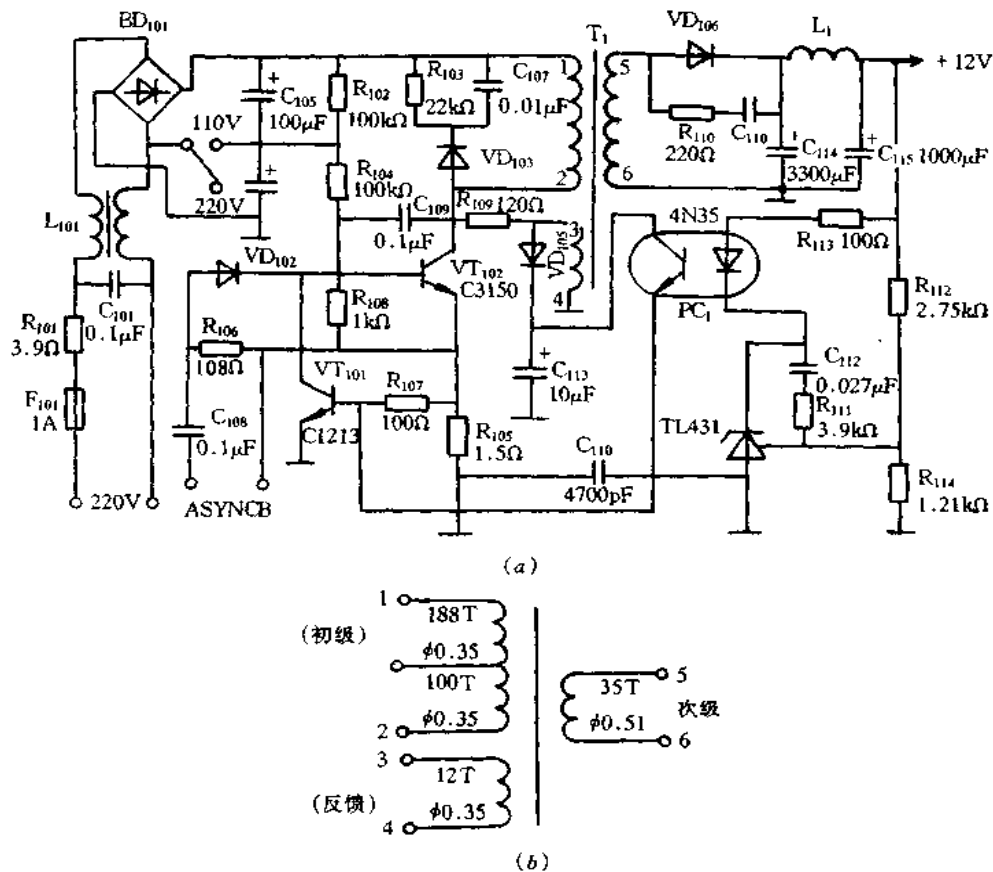 BD₁₀₁
VD₁₀₆
L₁
T₁
+ 12V
1
5
R₁₀₃
22kΩ
C₁₀₇
0.01μF
+
C₁₀₅
100μF
R₁₀₂
100kΩ
R₁₁₀
220Ω
C₁₁₀
+
C₁₁₄
3300μF
+
C₁₁₅
1000μF
110V
220V
+
VD₁₀₃
R₁₀₄
100kΩ
2
6
L₁₀₁
C₁₀₉
0.1μF
R₁₀₉
120Ω
3
4
VD₁₀₅
4N35
PC₁
R₁₁₃
100Ω
VD₁₀₂
VT₁₀₂
C3150
R₁₁₂
2.75kΩ
C₁₀₁
0.1μF
R₁₀₁
3.9Ω
R₁₀₆
108Ω
R₁₀₈
1kΩ
F₁₀₁
1A
VT₁₀₁
C1213
R₁₀₇
100Ω
+
C₁₁₃
10μF
C₁₁₂
0.027μF
R₁₁₁
3.9kΩ
TL431
C₁₀₈
0.1μF
R₁₀₅
1.5Ω
C₁₁₀
4700pF
R₁₁₄
1.21kΩ
220V
ASYNCB
(a)
1
188T
(初级)
φ0.35
100T
φ0.35
2
3
12T
(反馈)
φ0.35
4
35T
5
次级
φ0.51
6
(b)